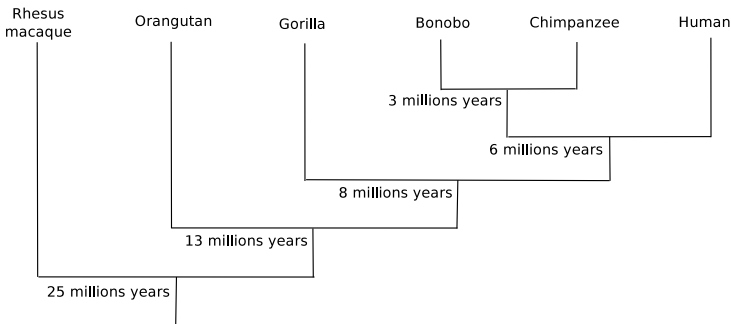 Rhesus
macaque
Orangutan
Gorilla
Bonobo
Chimpanzee
Human
3 millions years
6 millions years
8 millions years
13 millions years
25 millions years